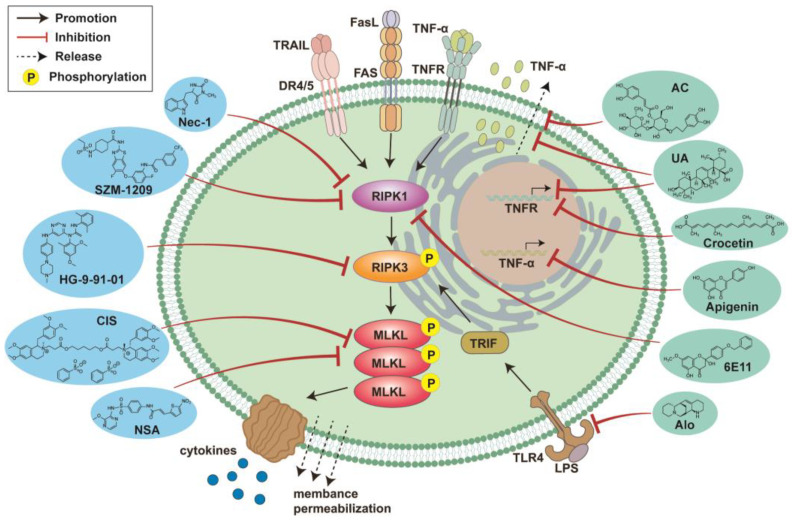 Promotion
Inhibition
Release
P Phosphorylation
FasL
TNF-α
TRAIL
DR4/5
FAS
TNFR
TNF-α
Nec-1
SZM-1209
HG-9-91-01
CIS
NSA
RIPK1
RIPK3
P
MLKL
P
MLKL
P
MLKL
P
TNFR
TNF-α
TRIF
TLR4
LPS
cytokines
membance
permeabilization
AC
UA
Crocetin
Apigenin
6E11
Alo